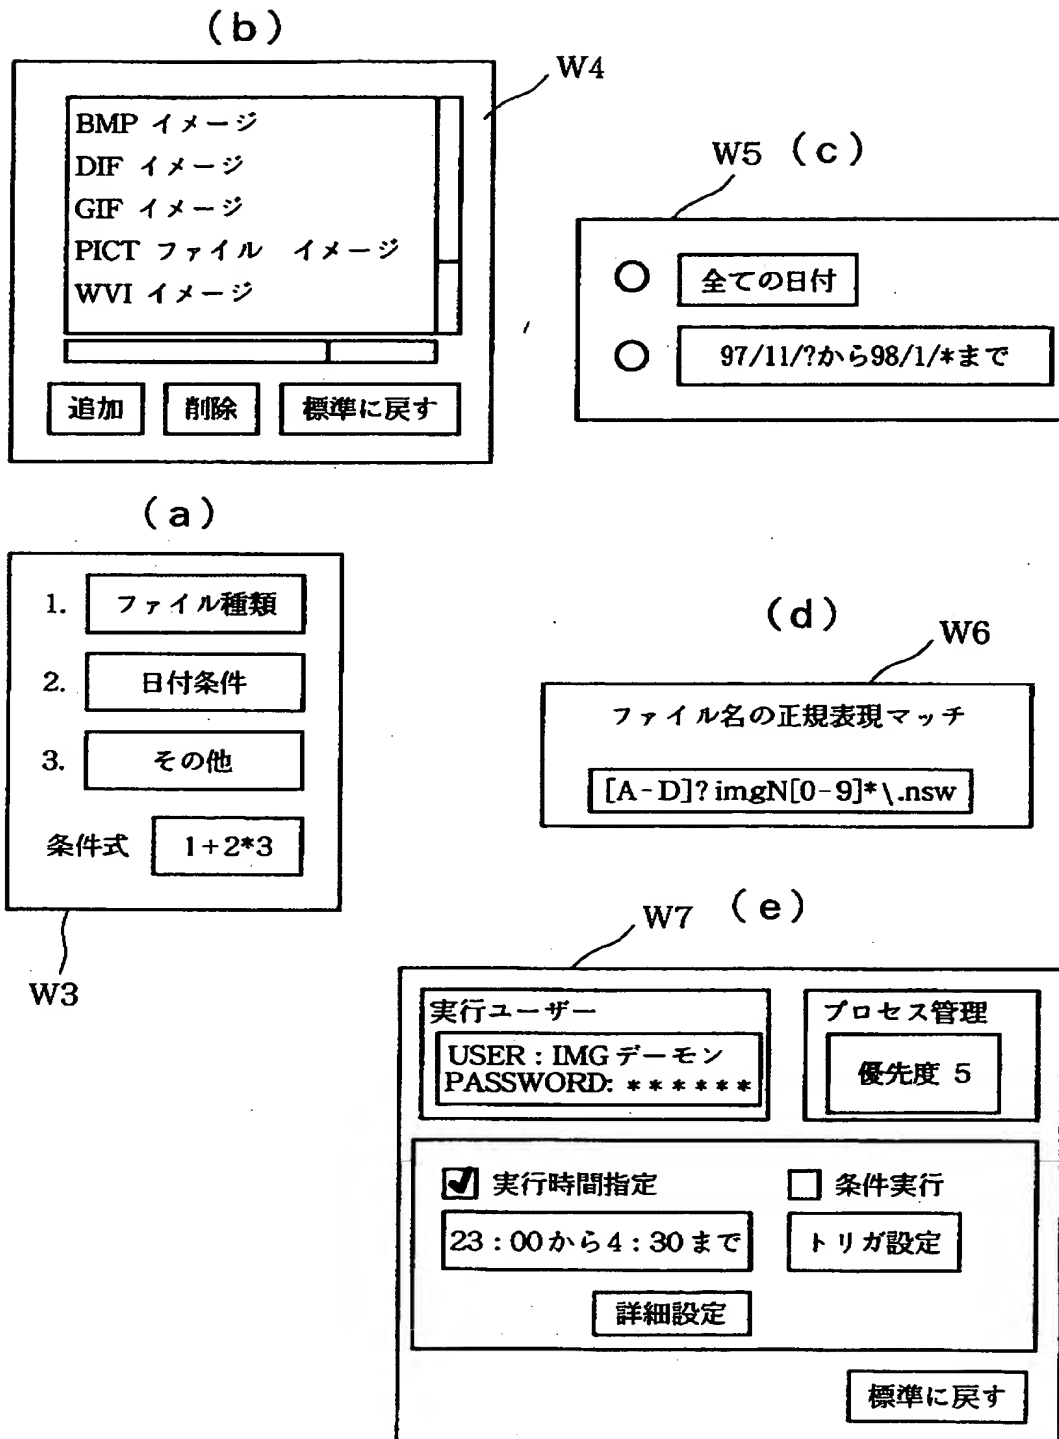 (b)
W4
BMP イメージ
DIF イメージ
GIF イメージ
PICT ファイル イメージ
WVI イメージ
追加 削除 標準に戻す
W5 (c)
全ての日付
97/11/?から98/1/*まで
(a)
1. ファイル種類
2. 日付条件
3. その他
条件式 1+2*3
W3
(d)
W6
ファイル名の正規表現マッチ
[A-D]?imgN[0-9]*\.nsw
W7 (e)
実行ユーザー
USER : IMG デーモン
PASSWORD: ******
プロセス管理
優先度 5
実行時間指定
23:00から4:30まで
条件実行
トリガ設定
詳細設定
標準に戻す